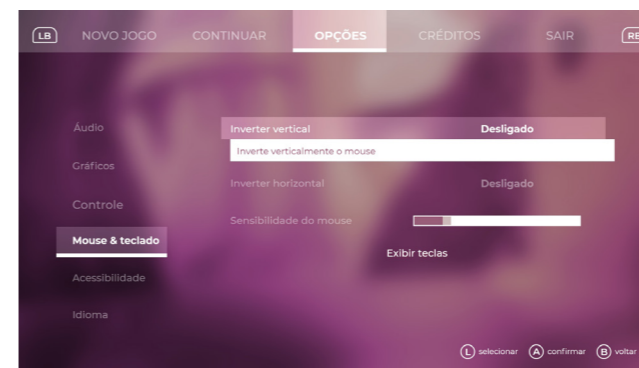 LB NOVO JOGO CONTINUAR OPÇÕES CRÉDITOS SAIR
Áudio
Gráficos
Controle
Mouse & teclado
Acessibilidade
Idioma
Inverter vertical Desligado
Inverte verticalmente o mouse
Inverter horizontal Desligado
Sensibilidade do mouse
Exibir teclas
L selecionar A confirmar B voltar